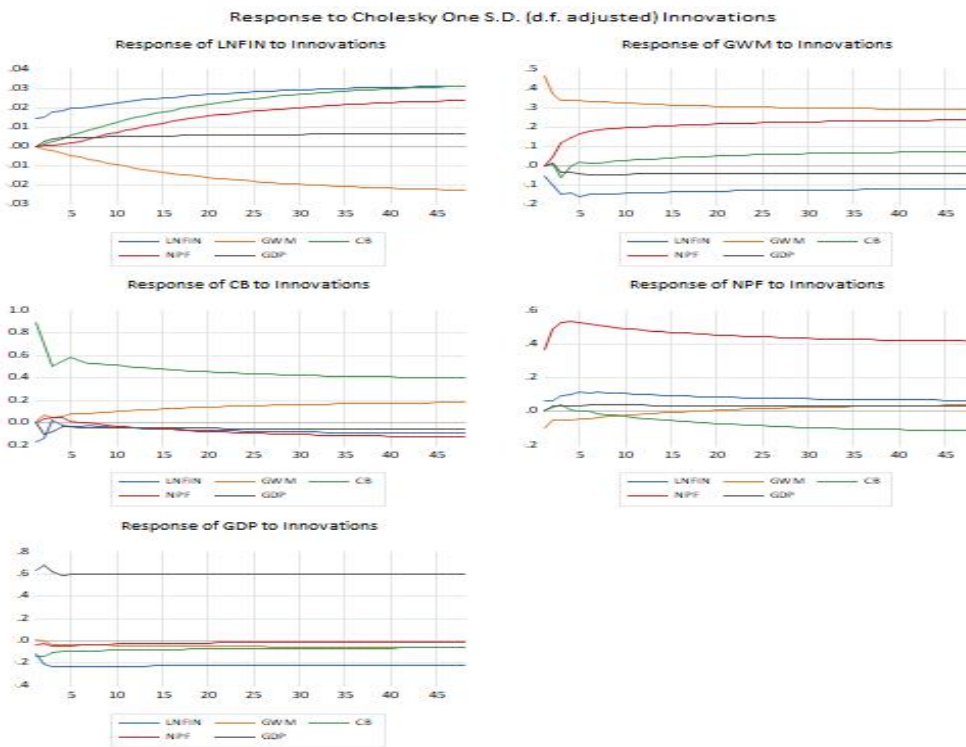 Response to Cholesky One S.D. (d.f. adjusted) Innovations
Response of LNFIN to Innovations
.04
.03
.02
.01
.00
.01
.02
.03
5 10 15 20 25 30 35 40 45
LNFIN GWM CB
NPF GDP
Response of GWM to Innovations
.5
.4
.3
.2
.1
.0
.1
.2
5 10 15 20 25 30 35 40 45
LNFIN GWM CB
NPF GDP
Response of CB to Innovations
1.0
0.8
0.6
0.4
0.2
0.0
0.2
5 10 15 20 25 30 35 40 45
LNFIN GWM CB
NPF GDP
Response of NPF to Innovations
.6
.4
.2
.0
.2
5 10 15 20 25 30 35 40 45
LNFIN GWM CB
NPF GDP
Response of GDP to Innovations
.8
.6
.4
.2
.0
.2
.4
5 10 15 20 25 30 35 40 45
LNFIN GWM CB
NPF GDP